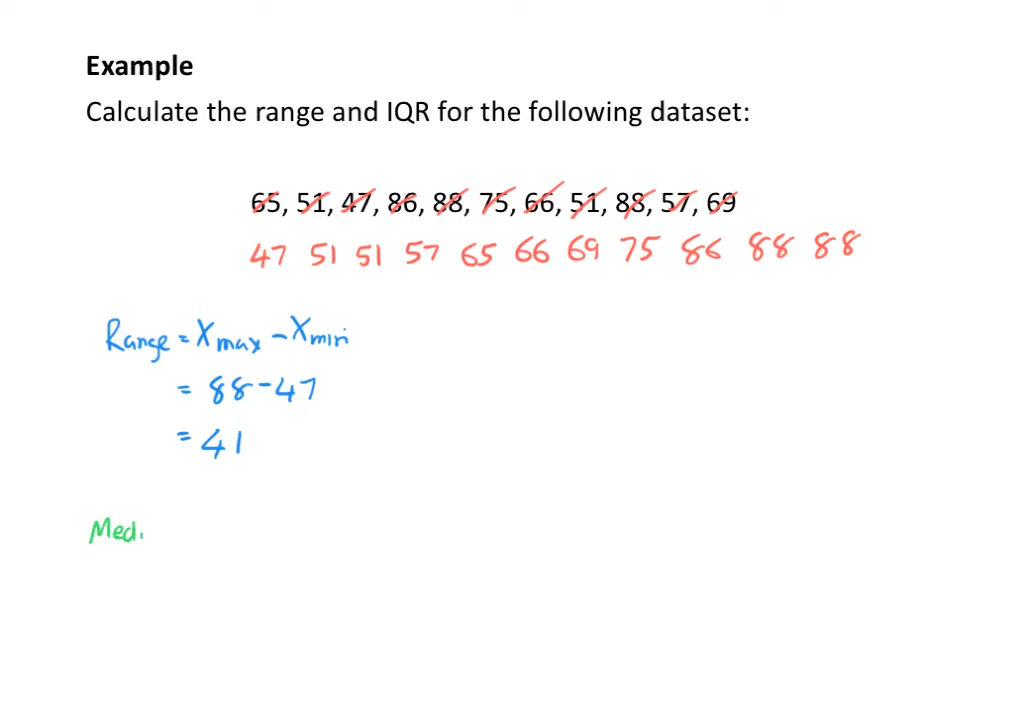 Example
Calculate the range and IQR for the following dataset:
65, 51, 47, 86, 88, 75, 66, 51, 88, 57, 69
47 51 51 57 65 66 69 75 86 88 88
Range = Xmax - Xmin
= 88 - 47
= 41
Med.